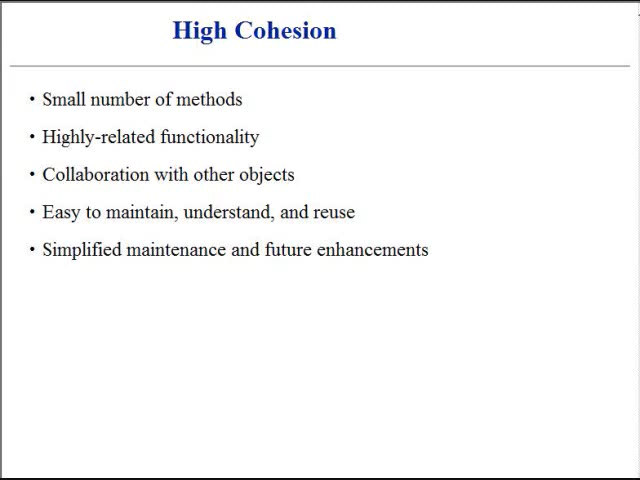 High Cohesion
• Small number of methods
• Highly-related functionality
• Collaboration with other objects
• Easy to maintain, understand, and reuse
• Simplified maintenance and future enhancements